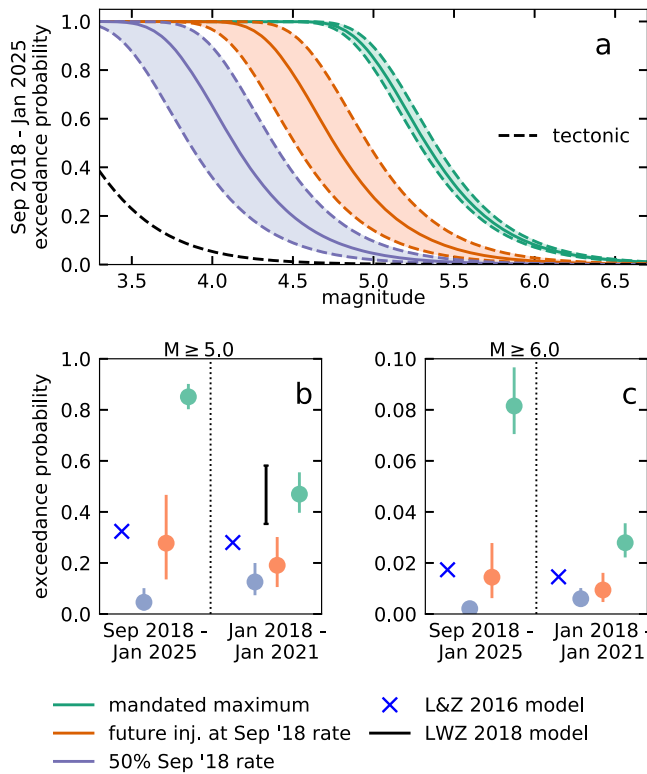 Sep 2018 - Jan 2025
exceedance probability
1.0
0.8
0.6
0.4
0.2
0.0
a
tectonic
3.5 4.0 4.5 5.0 5.5 6.0 6.5
magnitude
M ≥ 5.0
exceedance probability
1.0
0.8
0.6
0.4
0.2
0.0
b
Sep 2018 -
Jan 2025
Jan 2018 -
Jan 2021
M ≥ 6.0
0.10
0.08
0.06
0.04
0.02
0.00
c
Sep 2018 -
Jan 2025
Jan 2018 -
Jan 2021
mandated maximum
future inj. at Sep '18 rate
50% Sep '18 rate
L&Z 2016 model
LWZ 2018 model